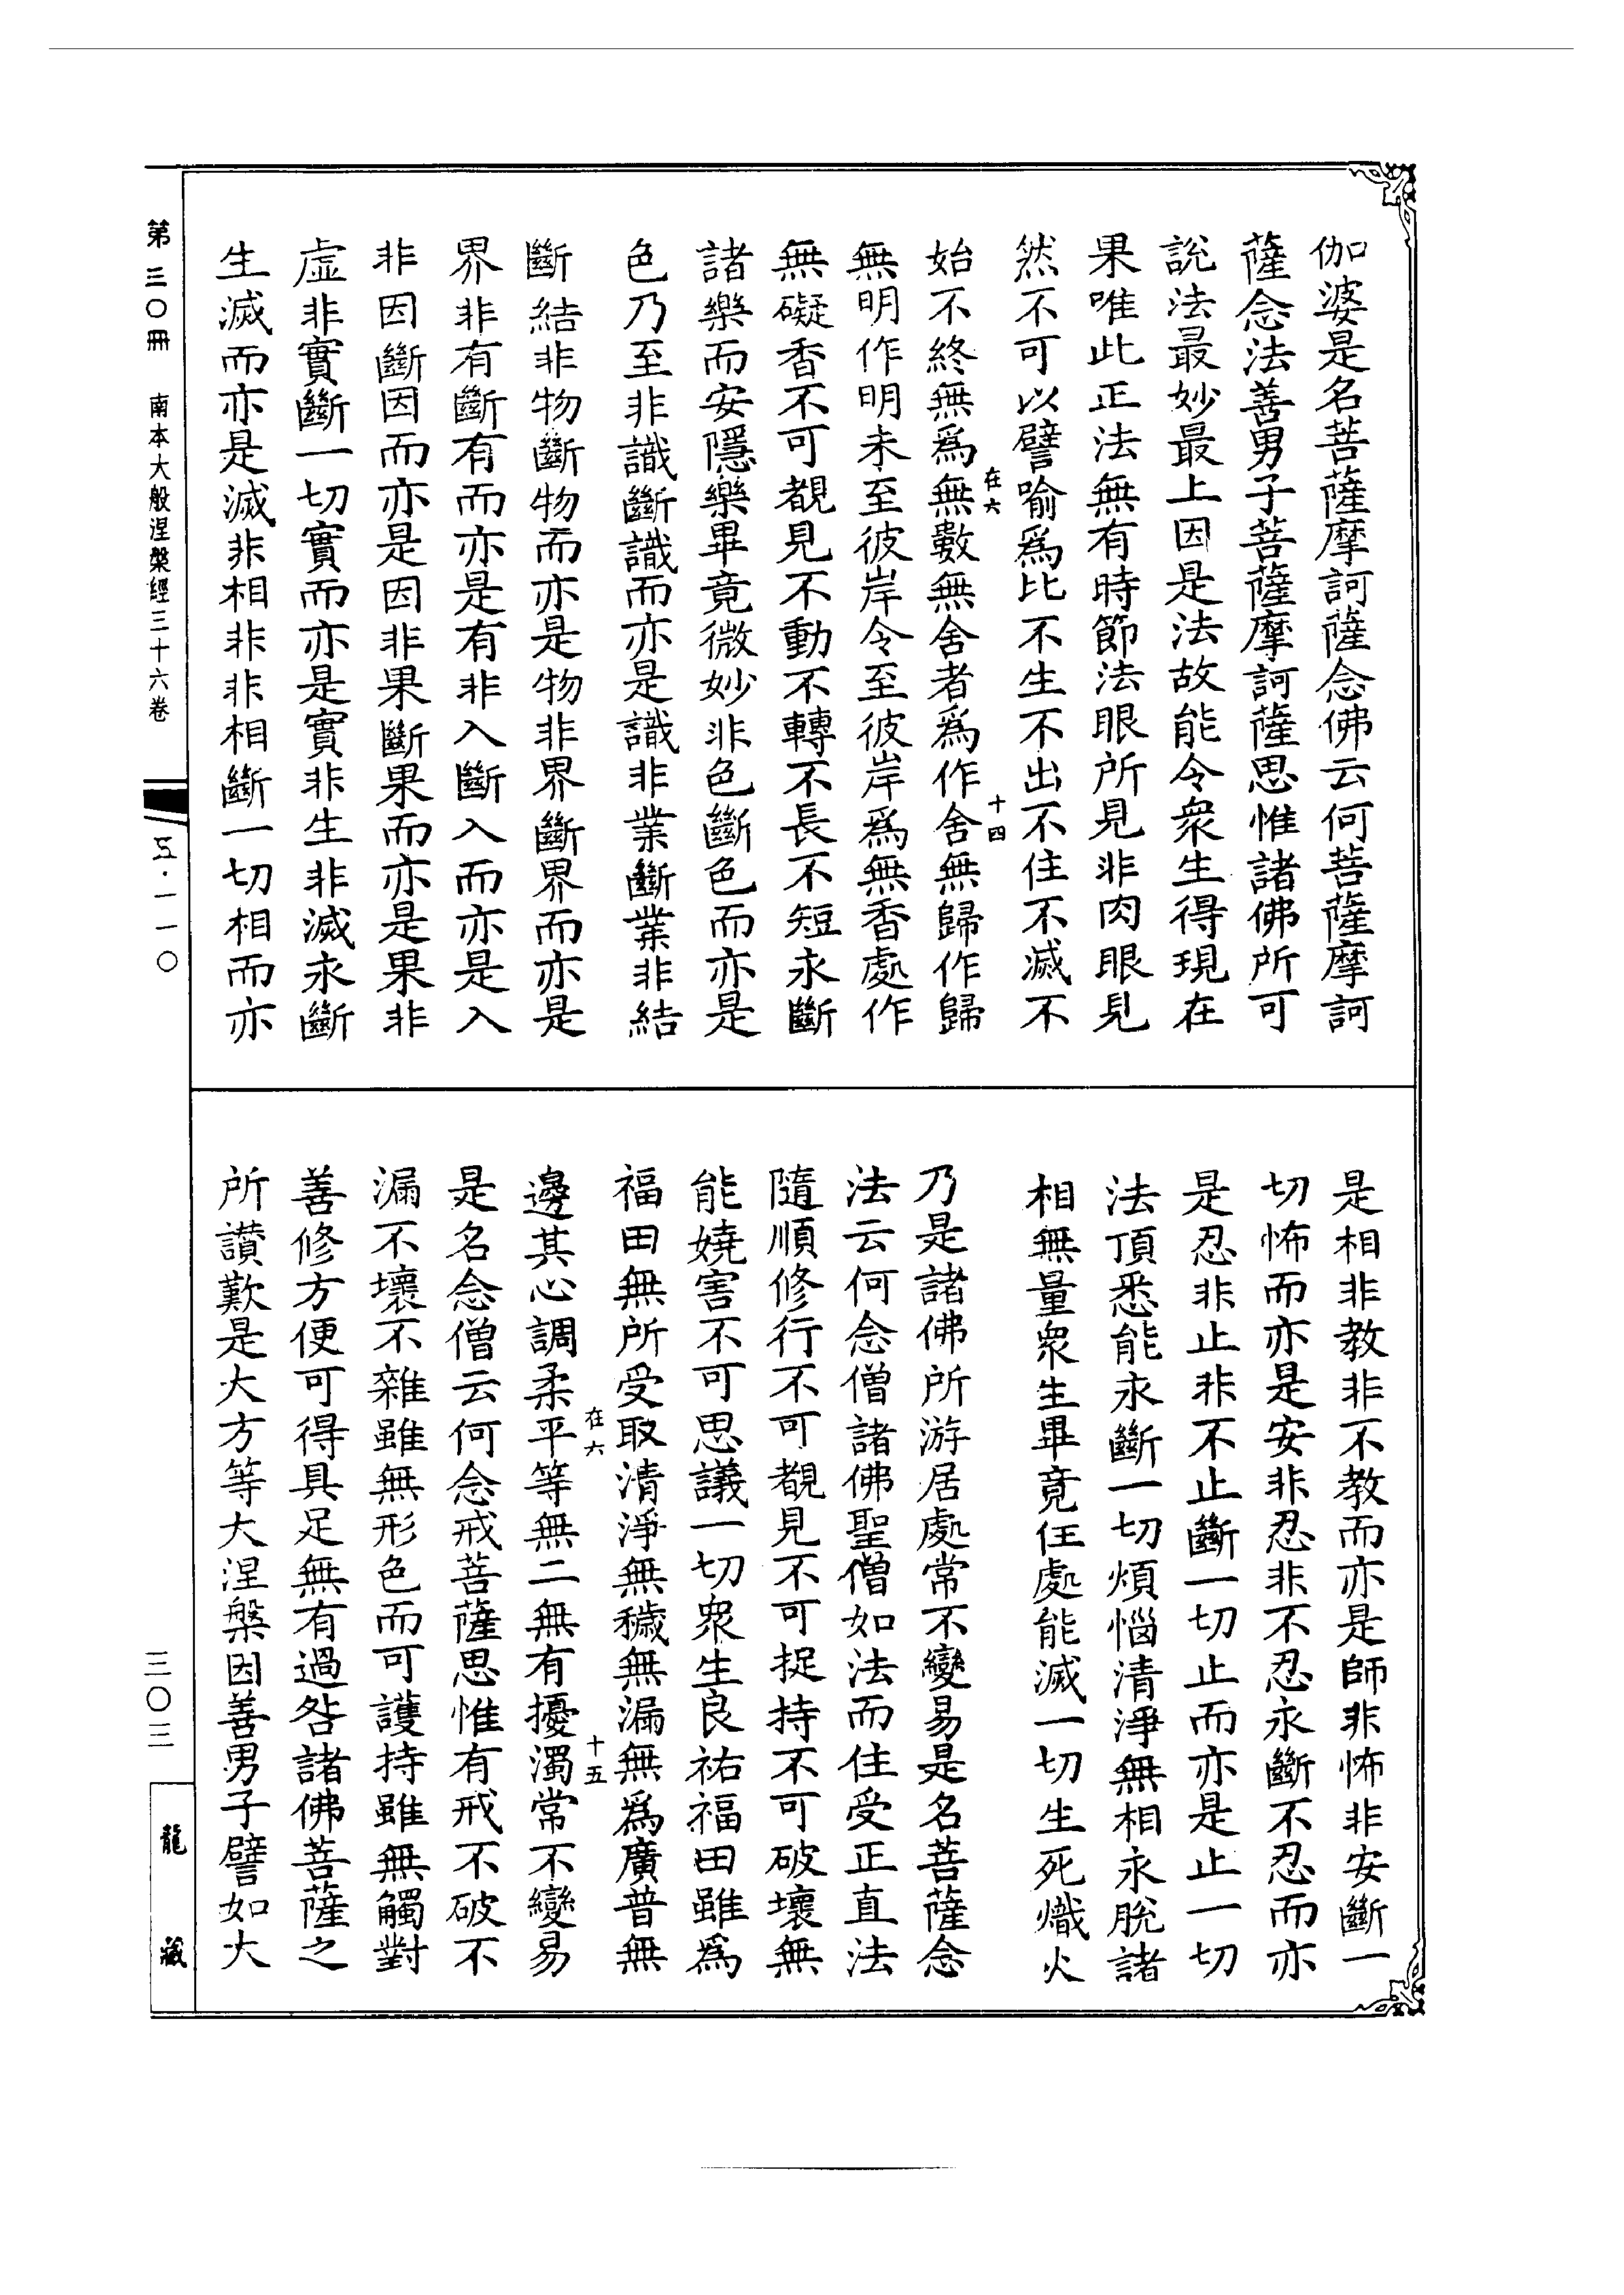 伽婆是名菩薩摩訶薩念佛云何菩薩摩訶
薩念法善男子菩薩摩訶薩思惟諸佛所可
說法最妙最上因是法故能令衆生得現在
果唯此正法無有時節法眼所見非肉眼見
然不可以譬喻爲比不生不出不住不滅不
始不終無爲無數無舍者爲作舍無歸作歸
在六
十四
無明作明未至彼岸令至彼岸爲無香處作
無礙香不可覩見不動不轉不長不短永斷
諸樂而安隱樂畢竟微妙非色斷色而亦是
色乃至非識斷識而亦是識非業斷業非結
斷結非物斷物而亦是物非界斷界而亦是
界非有斷有而亦是有非入斷入而亦是入
非因斷因而亦是因非果斷果而亦是果非
虛非實斷一切實而亦是實非生非滅永斷
生滅而亦是滅非相非非相斷一切相而亦
是相非教非不教而亦是師非怖非安斷一
切怖而亦是安非忍非不忍永斷不忍而亦
是忍非止非不止斷一切止而亦是止一切
法頂悉能永斷一切煩惱清淨無相永脫諸
相無量衆生畢竟住處能滅一切生死熾火
乃是諸佛所游居處常不變易是名菩薩念
法云何念僧諸佛聖僧如法而住受正直法
隨順修行不可覩見不可捉持不可破壞無
能嬈害不可思議一切衆生良祐福田雖爲
福田無所受取清淨無穢無漏無爲廣普無
在六
十五
邊其心調柔平等無二無有擾濁常不變易
是名念僧云何念戒菩薩思惟有戒不破不
漏不壞不雜雖無形色而可護持雖無觸對
善修方便可得具足無有過咎諸佛菩薩之
所讚歎是大方等大涅槃因善男子譬如大
第三〇冊
南本大般涅槃經三十六卷
五·一一〇
三〇三
龍藏